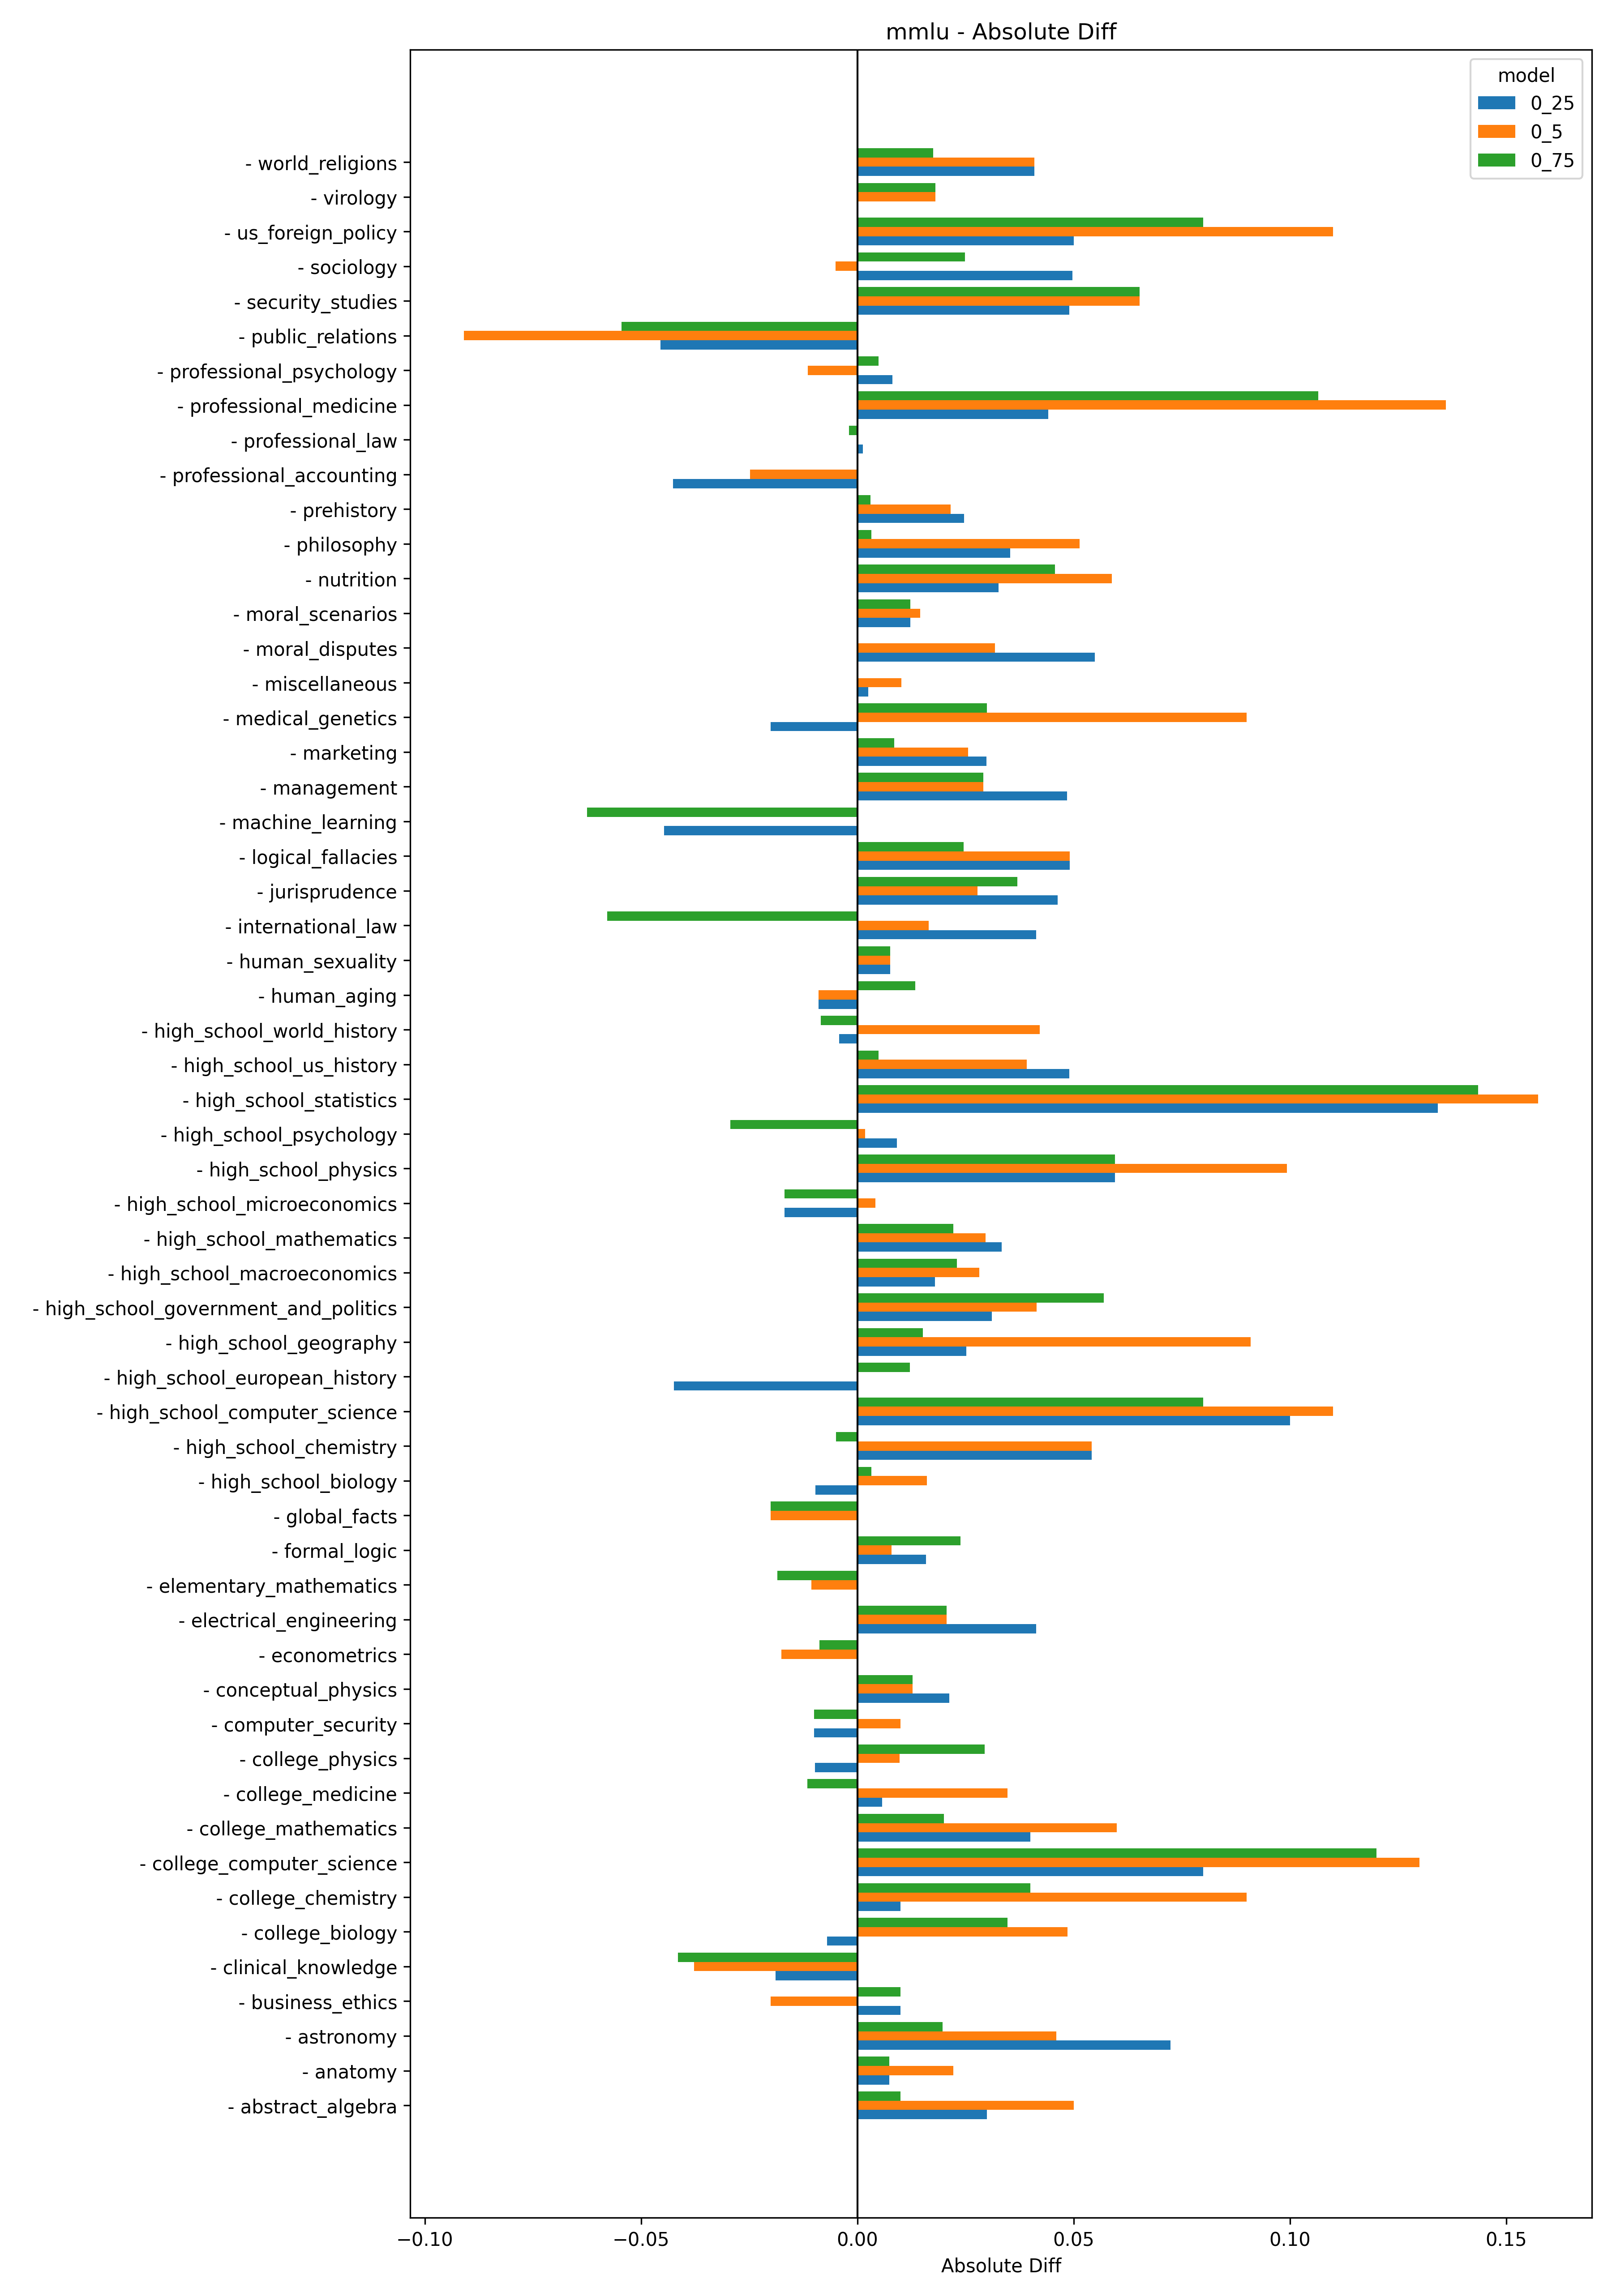 mmlu - Absolute Diff
model
0_25
0_5
0_75
- world_religions
- virology
- us_foreign_policy
- sociology
- security_studies
- public_relations
- professional_psychology
- professional_medicine
- professional_law
- professional_accounting
- prehistory
- philosophy
- nutrition
- moral_scenarios
- moral_disputes
- miscellaneous
- medical_genetics
- marketing
- management
- machine_learning
- logical_fallacies
- jurisprudence
- international_law
- human_sexuality
- human_aging
- high_school_world_history
- high_school_us_history
- high_school_statistics
- high_school_psychology
- high_school_physics
- high_school_microeconomics
- high_school_mathematics
- high_school_macroeconomics
- high_school_government_and_politics
- high_school_geography
- high_school_european_history
- high_school_computer_science
- high_school_chemistry
- high_school_biology
- global_facts
- formal_logic
- elementary_mathematics
- electrical_engineering
- econometrics
- conceptual_physics
- computer_security
- college_physics
- college_medicine
- college_mathematics
- college_computer_science
- college_chemistry
- college_biology
- clinical_knowledge
- business_ethics
- astronomy
- anatomy
- abstract_algebra
−0.10 −0.05 0.00 0.05 0.10 0.15
Absolute Diff